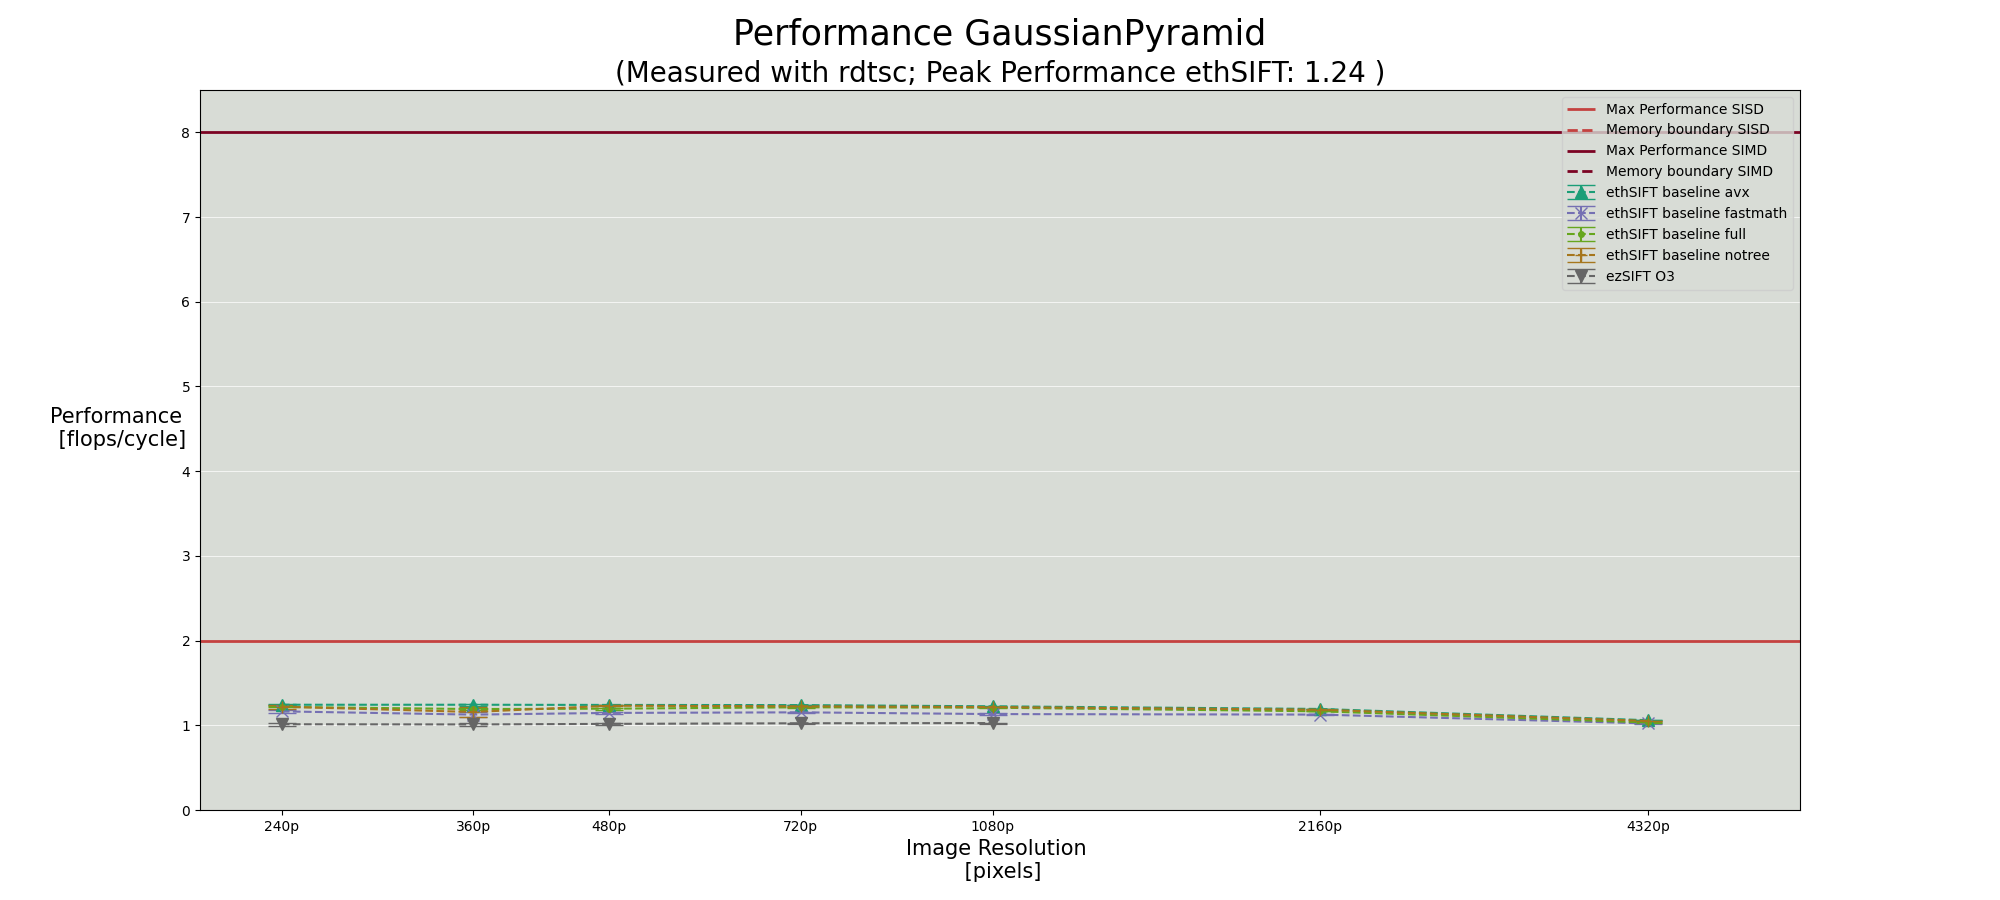 Performance GaussianPyramid
(Measured with rdtsc; Peak Performance ethSIFT: 1.24 )
Max Performance SISD
Memory boundary SISD
Max Performance SIMD
Memory boundary SIMD
ethSIFT baseline avx
ethSIFT baseline fastmath
ethSIFT baseline full
ethSIFT baseline notree
ezSIFT O3
8
7
6
5
4
3
2
1
0
Performance
[flops/cycle]
240p 360p 480p 720p 1080p 2160p 4320p
Image Resolution
[pixels]